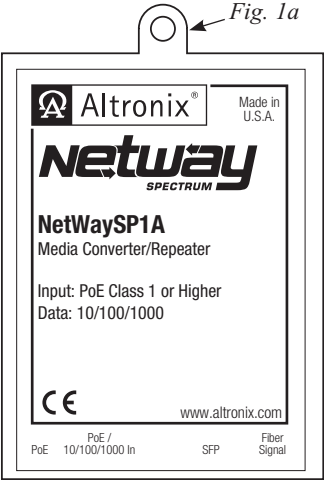 Fig. 1a
Altronix®
Made in
U.S.A.
Netway
SPECTRUM
NetWaySP1A
Media Converter/Repeater
Input: PoE Class 1 or Higher
Data: 10/100/1000
CE
www.altronix.com
PoE
PoE /
10/100/1000 In
SFP
Fiber
Signal